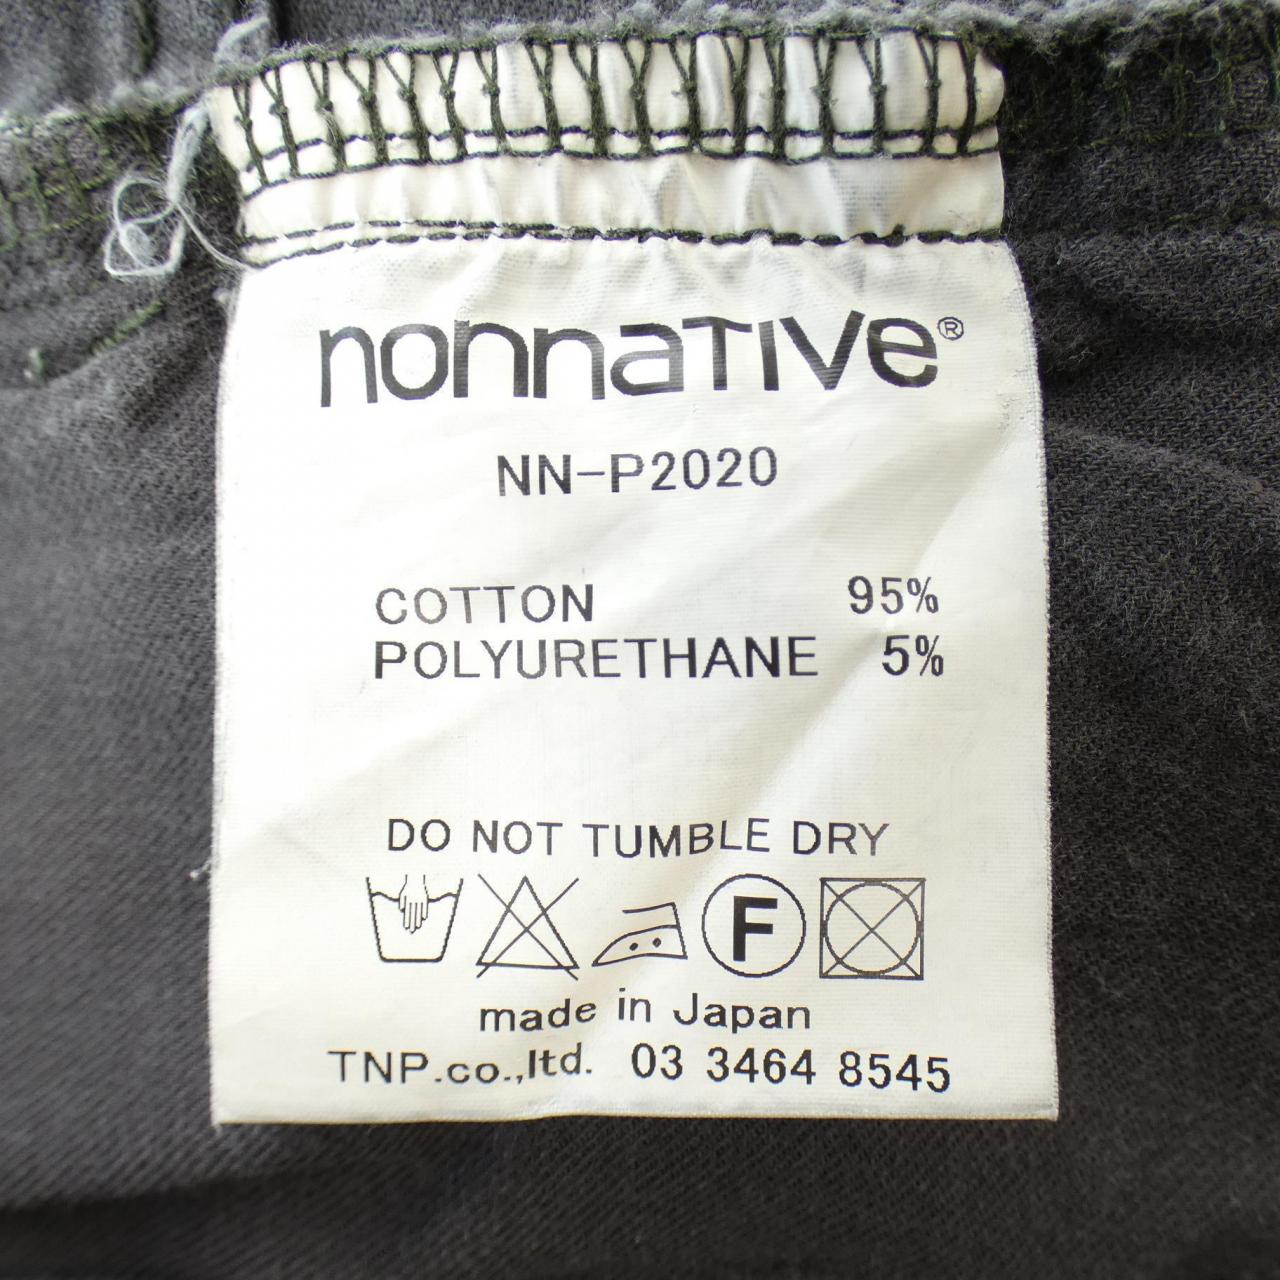 nonnative®
NN-P2020
COTTON 95%
POLYURETHANE 5%
DO NOT TUMBLE DRY
F
made in Japan
TNP.co.,ltd. 03 3464 8545